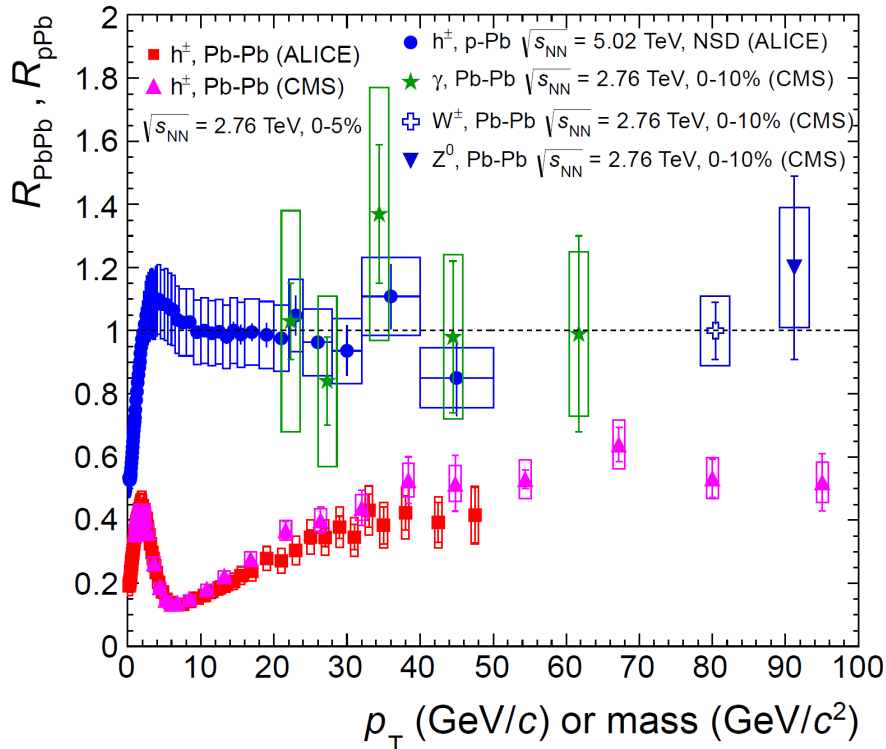 R_PbPb , R_pPb
2
1.8
1.6
1.4
1.2
1
0.8
0.6
0.4
0.2
0
h±, Pb-Pb (ALICE)
h±, Pb-Pb (CMS)
√s_NN = 2.76 TeV, 0-5%
h±, p-Pb √s_NN = 5.02 TeV, NSD (ALICE)
γ, Pb-Pb √s_NN = 2.76 TeV, 0-10% (CMS)
W±, Pb-Pb √s_NN = 2.76 TeV, 0-10% (CMS)
Z⁰, Pb-Pb √s_NN = 2.76 TeV, 0-10% (CMS)
0 10 20 30 40 50 60 70 80 90 100
p_T (GeV/c) or mass (GeV/c²)